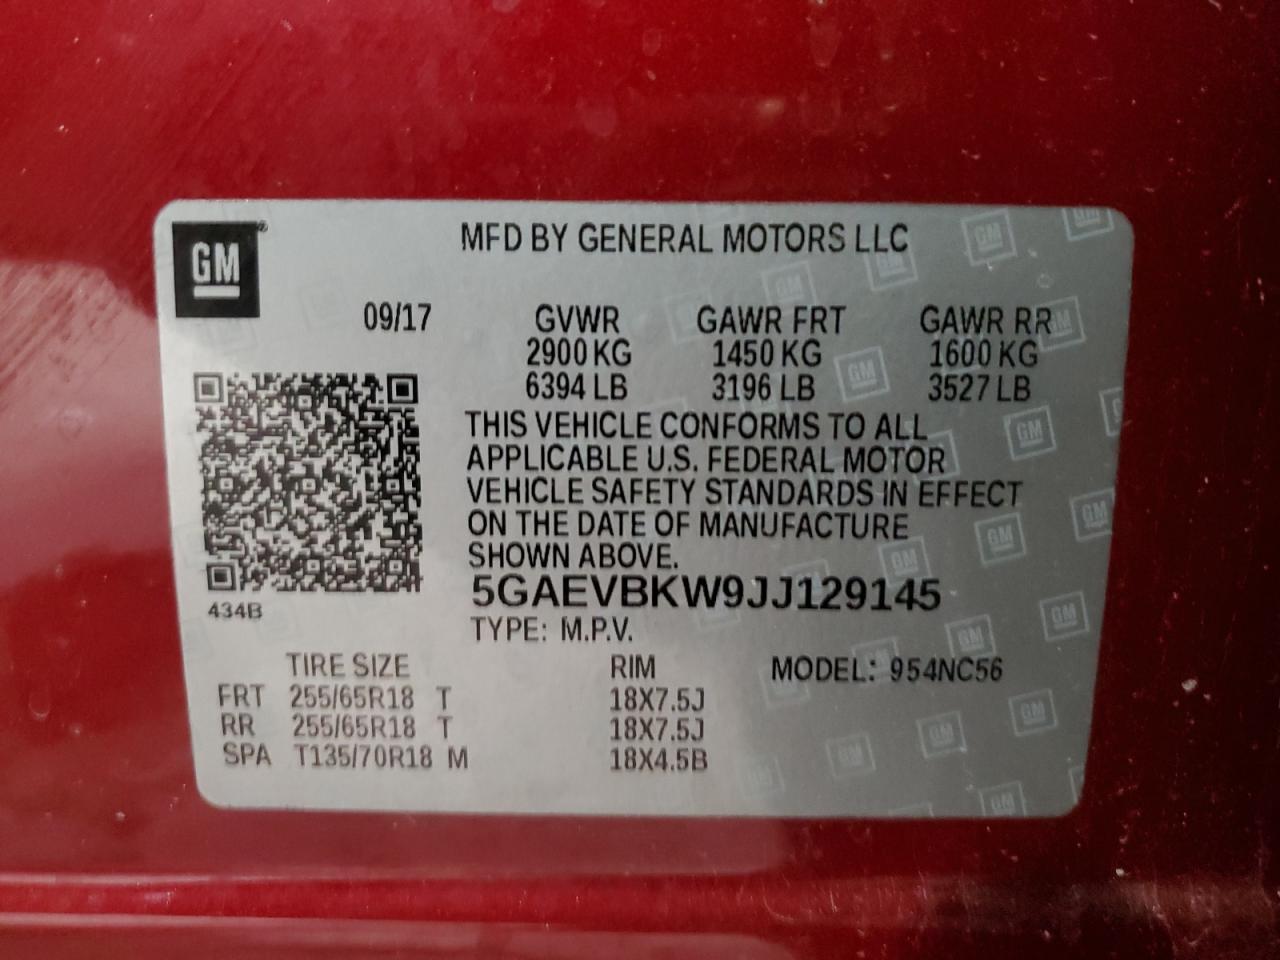 GM
MFD BY GENERAL MOTORS LLC
09/17 GVWR GAWR FRT GAWR RR
2900 KG 1450 KG 1600 KG
6394 LB 3196 LB 3527 LB
THIS VEHICLE CONFORMS TO ALL
APPLICABLE U.S. FEDERAL MOTOR
VEHICLE SAFETY STANDARDS IN EFFECT
ON THE DATE OF MANUFACTURE
SHOWN ABOVE.
5GAEVBKW9JJ129145
434B
TYPE: M.P.V.
TIRE SIZE RIM MODEL: 954NC56
FRT 255/65R18 T 18X7.5J
RR 255/65R18 T 18X7.5J
SPA T135/70R18 M 18X4.5B